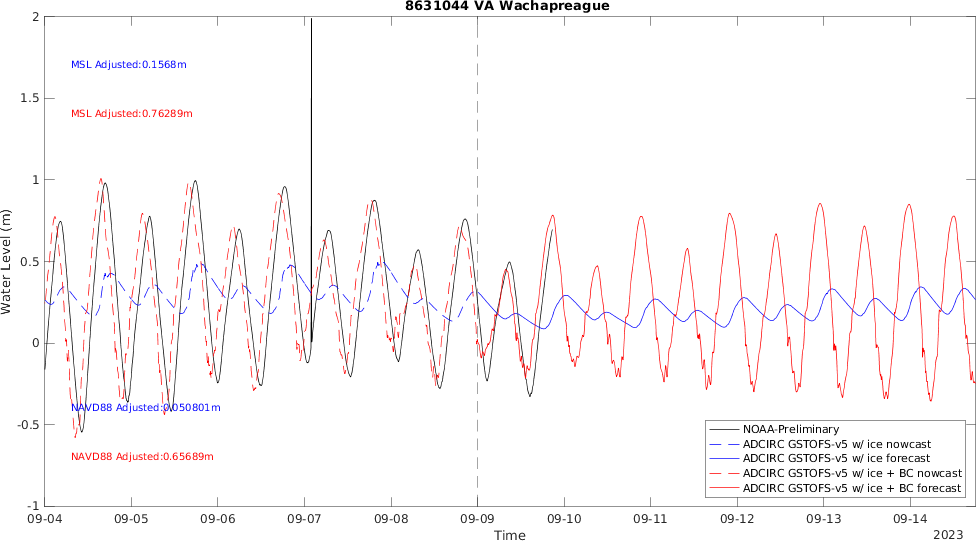 8631044 VA Wachapreague
2
1.5
1
0.5
0
-0.5
-1
Water Level (m)
MSL Adjusted:0.1568m
MSL Adjusted:0.76289m
NAVD88 Adjusted:0.050801m
NAVD88 Adjusted:0.65689m
NOAA-Preliminary
ADCIRC GSTOFS-v5 w/ ice nowcast
ADCIRC GSTOFS-v5 w/ ice forecast
ADCIRC GSTOFS-v5 w/ ice + BC nowcast
ADCIRC GSTOFS-v5 w/ ice + BC forecast
09-04 09-05 09-06 09-07 09-08 09-09 09-10 09-11 09-12 09-13 09-14
Time
2023